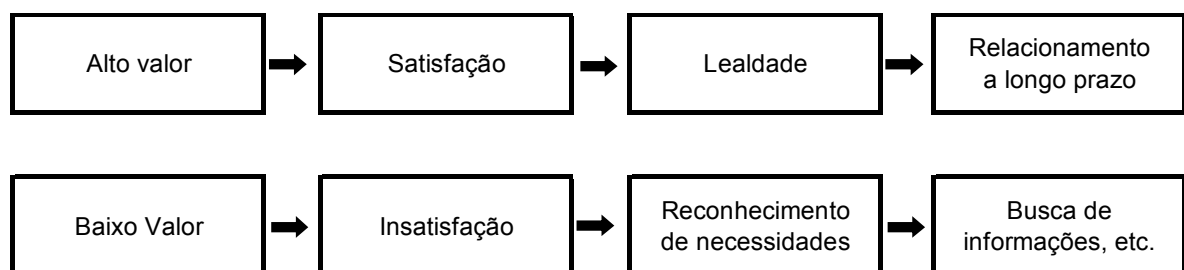 Alto valor
Satisfação
Lealdade
Relacionamento
a longo prazo
Baixo Valor
Insatisfação
Reconhecimento
de necessidades
Busca de
informações, etc.